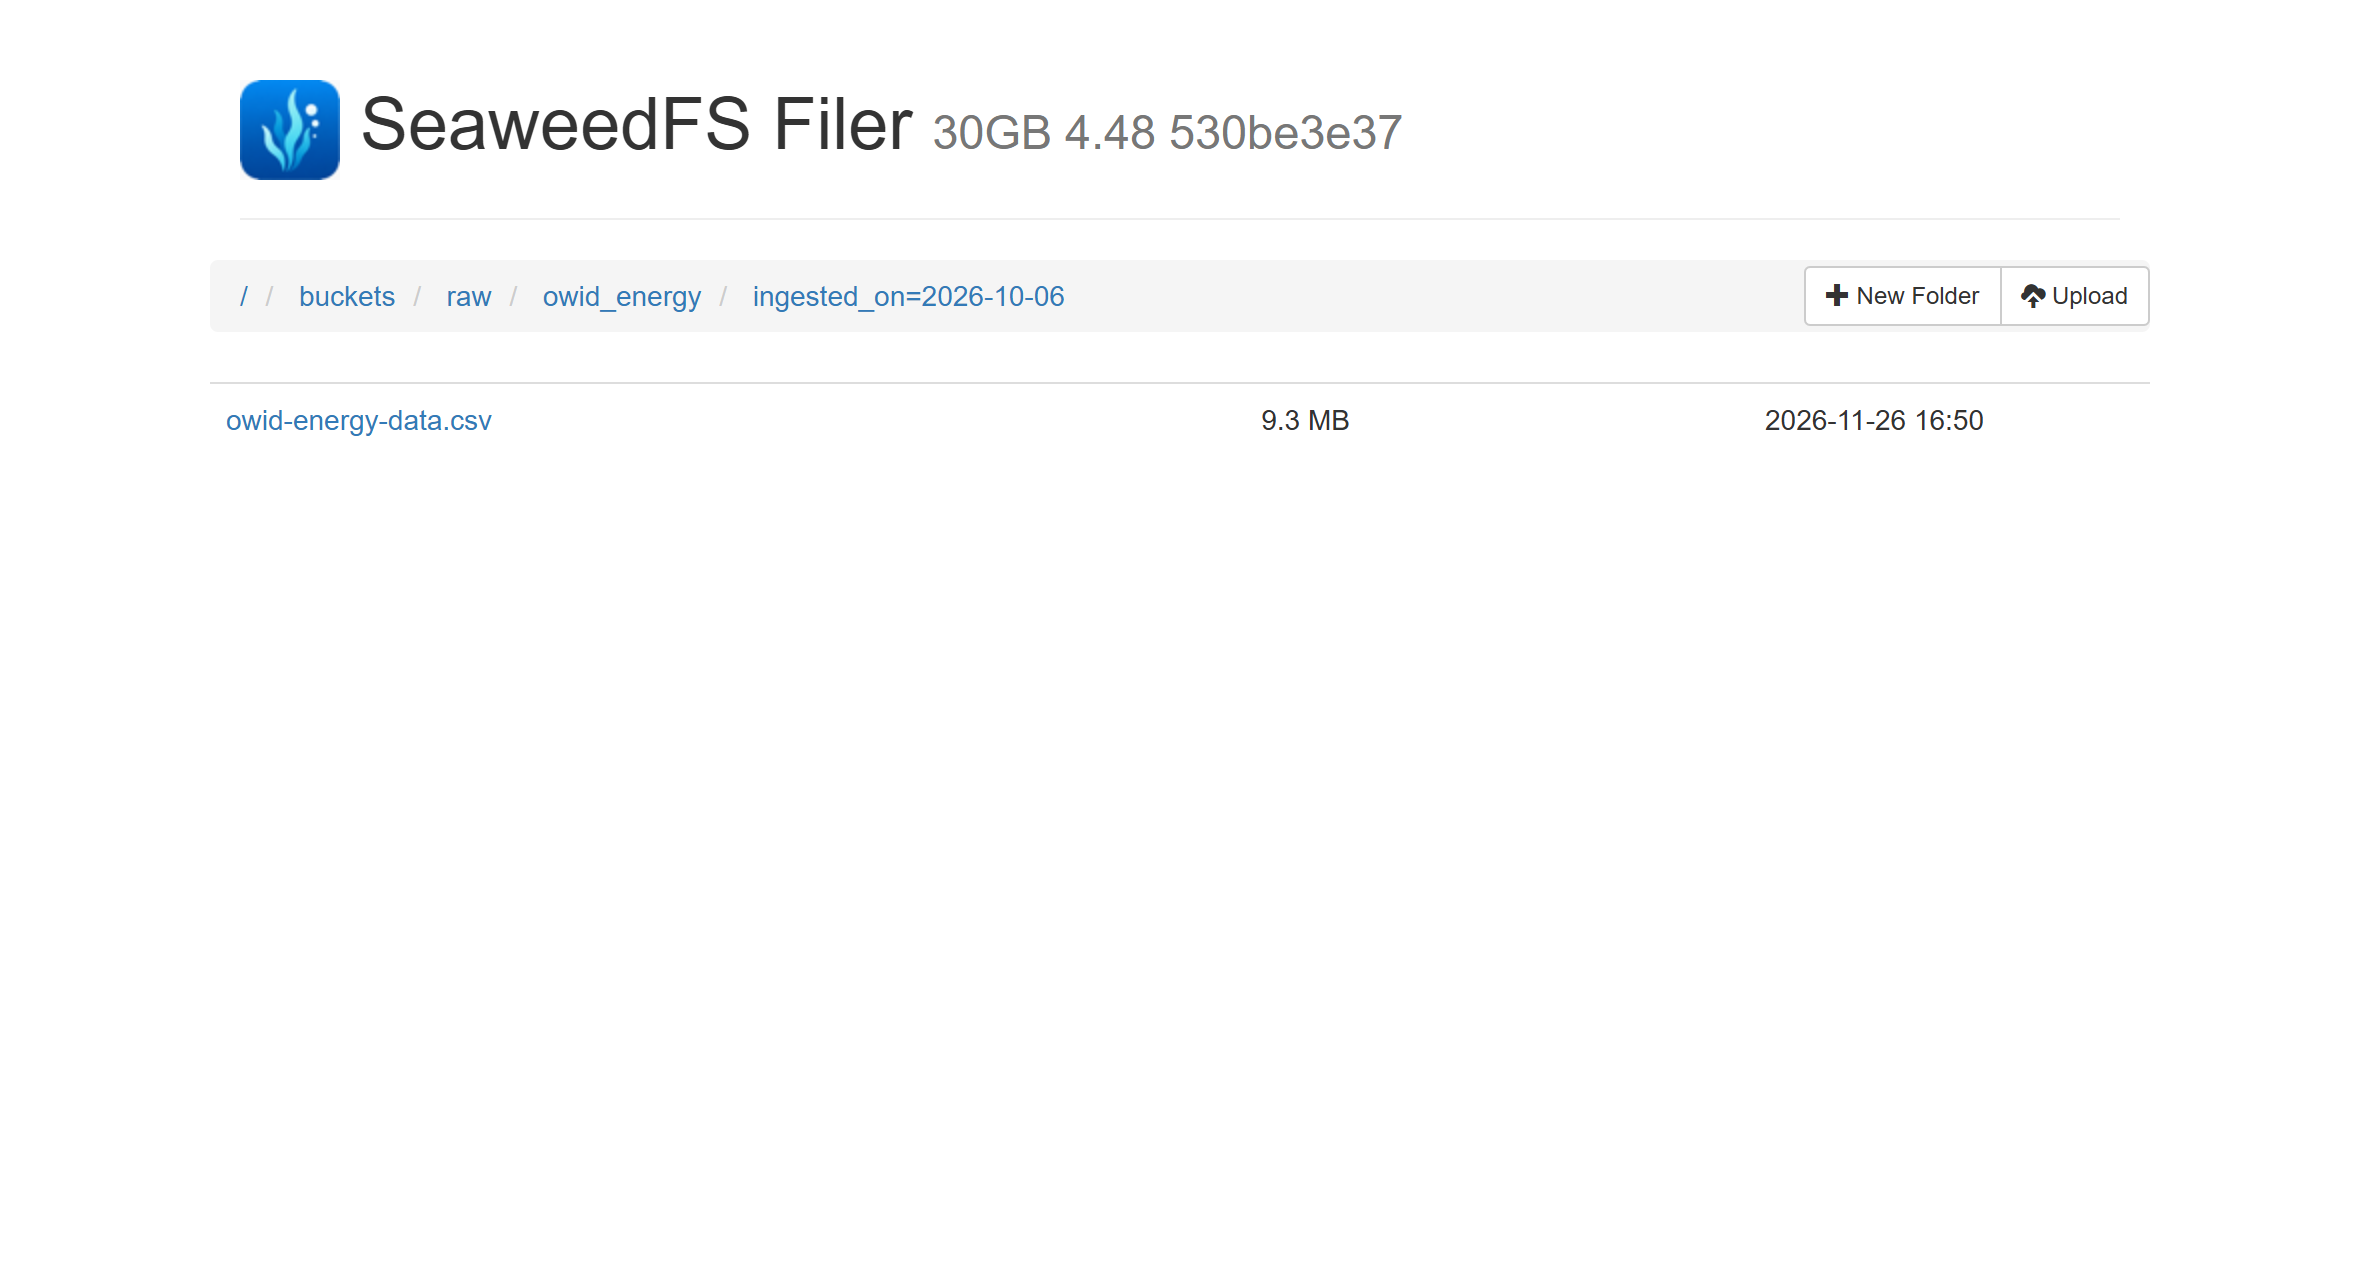 SeaweedFS Filer 30GB 4.48 530be3e37
/ / buckets / raw / owid_energy / ingested_on=2026-10-06 New Folder Upload
owid-energy-data.csv 9.3 MB 2026-11-26 16:50